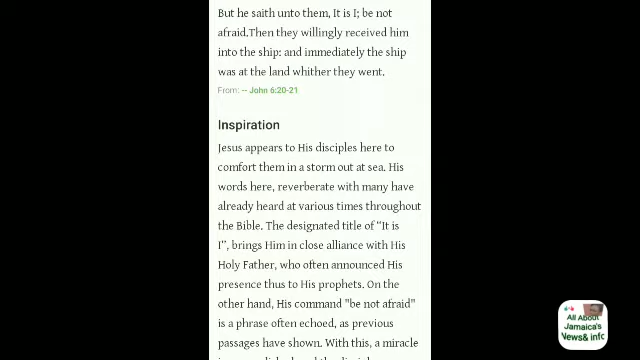 But he saith unto them, It is I; be not
afraid.Then they willingly received him
into the ship: and immediately the ship
was at the land whither they went.
From: -- John 6:20-21
Inspiration
Jesus appears to His disciples here to
comfort them in a storm out at sea. His
words here, reverberate with many have
already heard at various times throughout
the Bible. The designated title of “It is
I”, brings Him in close alliance with His
Holy Father, who often announced His
presence thus to His prophets. On the
other hand, His command "be not afraid"
is a phrase often echoed, as previous
passages have shown. With this, a miracle
All About
Jamaica's
News& info